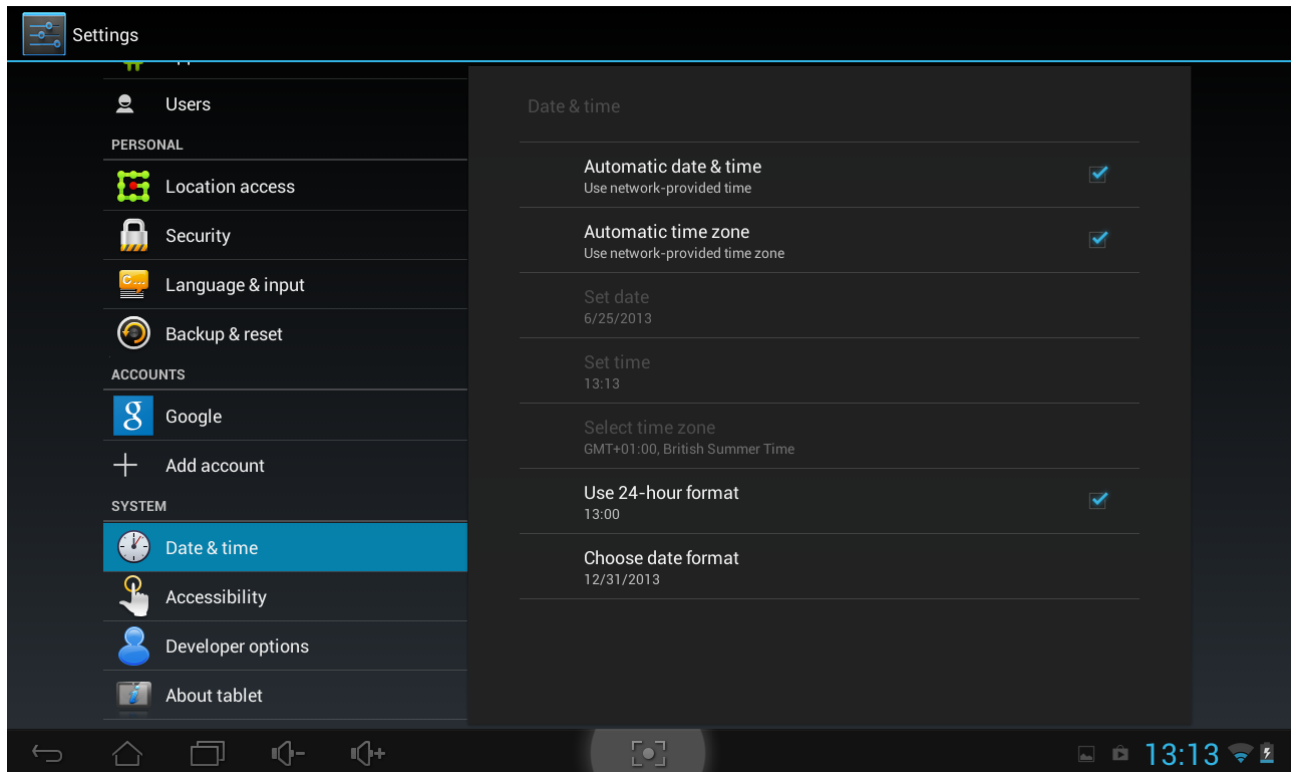 Settings
Users
PERSONAL
Location access
Security
Language & input
Backup & reset
ACCOUNTS
Google
Add account
SYSTEM
Date & time
Accessibility
Developer options
About tablet
Date & time
Automatic date & time
Use network-provided time
Automatic time zone
Use network-provided time zone
Set date
6/25/2013
Set time
13:13
Select time zone
GMT+01:00, British Summer Time
Use 24-hour format
13:00
Choose date format
12/31/2013
13:13